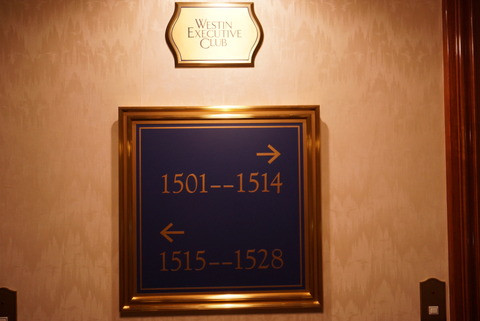 Westin
Executive
Club
→
1501--1514
←
1515--1528